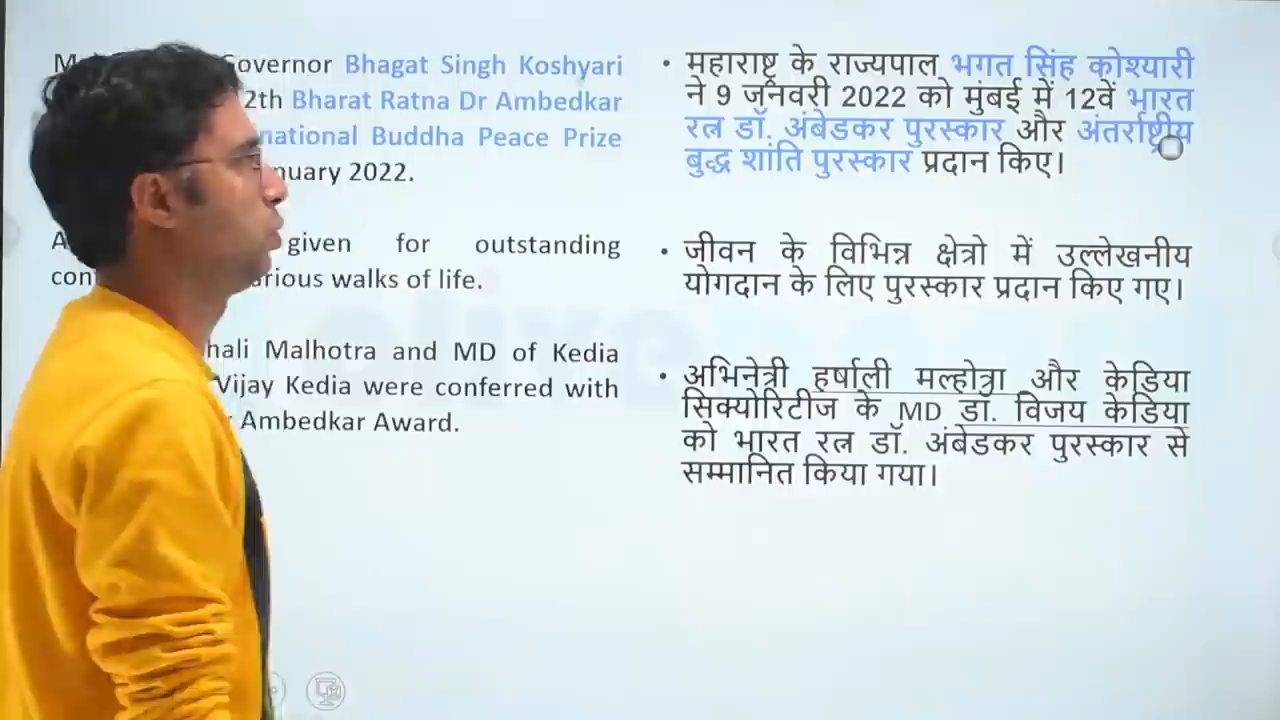 Governor Bhagat Singh Koshyari
2th Bharat Ratna Dr Ambedkar
national Buddha Peace Prize
nuary 2022.
given for outstanding
rious walks of life.
hali Malhotra and MD of Kedia
Vijay Kedia were conferred with
Ambedkar Award.
• महाराष्ट्र के राज्यपाल भगत सिंह कोश्यारी
ने 9 जनवरी 2022 को मुंबई में 12वें भारत
रत्न डॉ. अंबेडकर पुरस्कार और अंतर्राष्ट्रीय
बुद्ध शांति पुरस्कार प्रदान किए।
• जीवन के विभिन्न क्षेत्रो में उल्लेखनीय
योगदान के लिए पुरस्कार प्रदान किए गए।
• अभिनेत्री हर्षाली मल्होत्रा और केडिया
सिक्योरिटीज के MD डॉ. विजय केडिया
को भारत रत्न डॉ. अंबेडकर पुरस्कार से
सम्मानित किया गया।